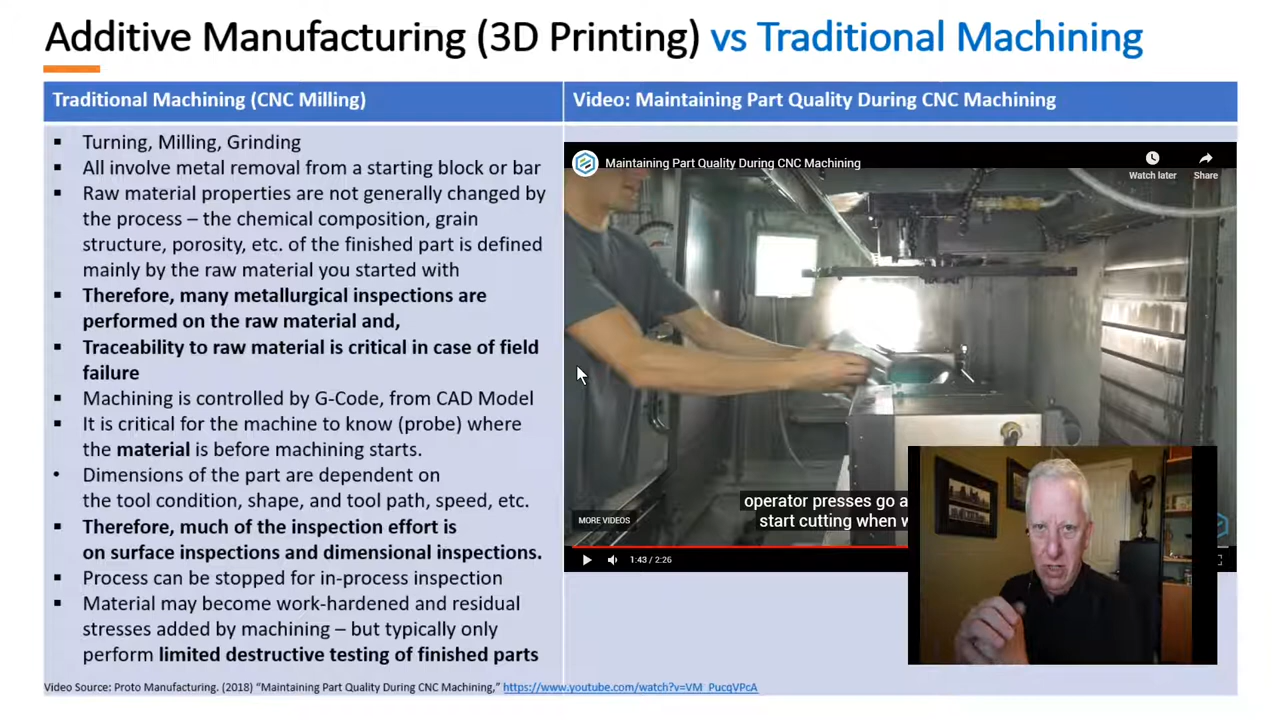 Additive Manufacturing (3D Printing) vs Traditional Machining
Traditional Machining (CNC Milling)
Turning, Milling, Grinding
All involve metal removal from a starting block or bar
Raw material properties are not generally changed by
the process – the chemical composition, grain
structure, porosity, etc. of the finished part is defined
mainly by the raw material you started with
Therefore, many metallurgical inspections are
performed on the raw material and,
Traceability to raw material is critical in case of field
failure
Machining is controlled by G-Code, from CAD Model
It is critical for the machine to know (probe) where
the material is before machining starts.
Dimensions of the part are dependent on
the tool condition, shape, and tool path, speed, etc.
Therefore, much of the inspection effort is
on surface inspections and dimensional inspections.
Process can be stopped for in-process inspection
Material may become work-hardened and residual
stresses added by machining – but typically only
perform limited destructive testing of finished parts
Video: Maintaining Part Quality During CNC Machining
Maintaining Part Quality During CNC Machining
Watch later
Share
operator presses go a
start cutting when w
MORE VIDEOS
1:43 / 2:26
Video Source: Proto Manufacturing. (2018) “Maintaining Part Quality During CNC Machining,” https://www.youtube.com/watch?v=VM_PucqVPcA